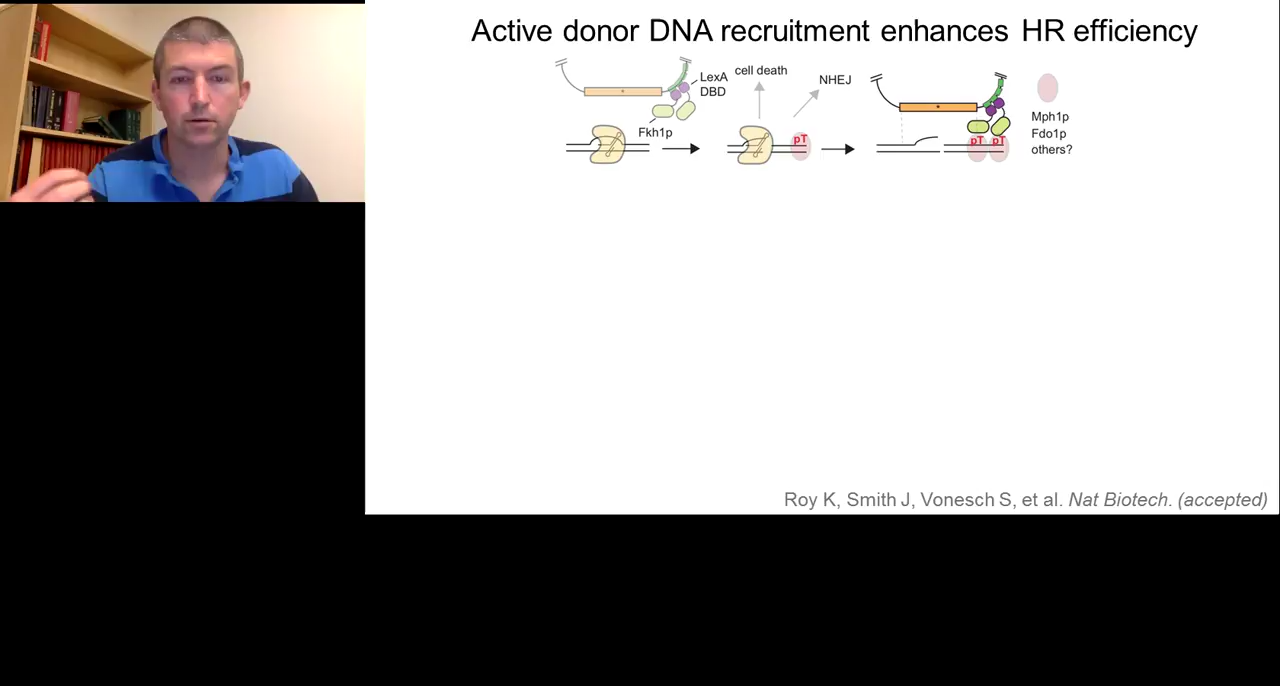 Active donor DNA recruitment enhances HR efficiency
LexA
DBD
cell death
NHEJ
Fkh1p
pT
pT
pT
Mph1p
Fdo1p
others?
Roy K, Smith J, Vonesch S, et al. Nat Biotech. (accepted)